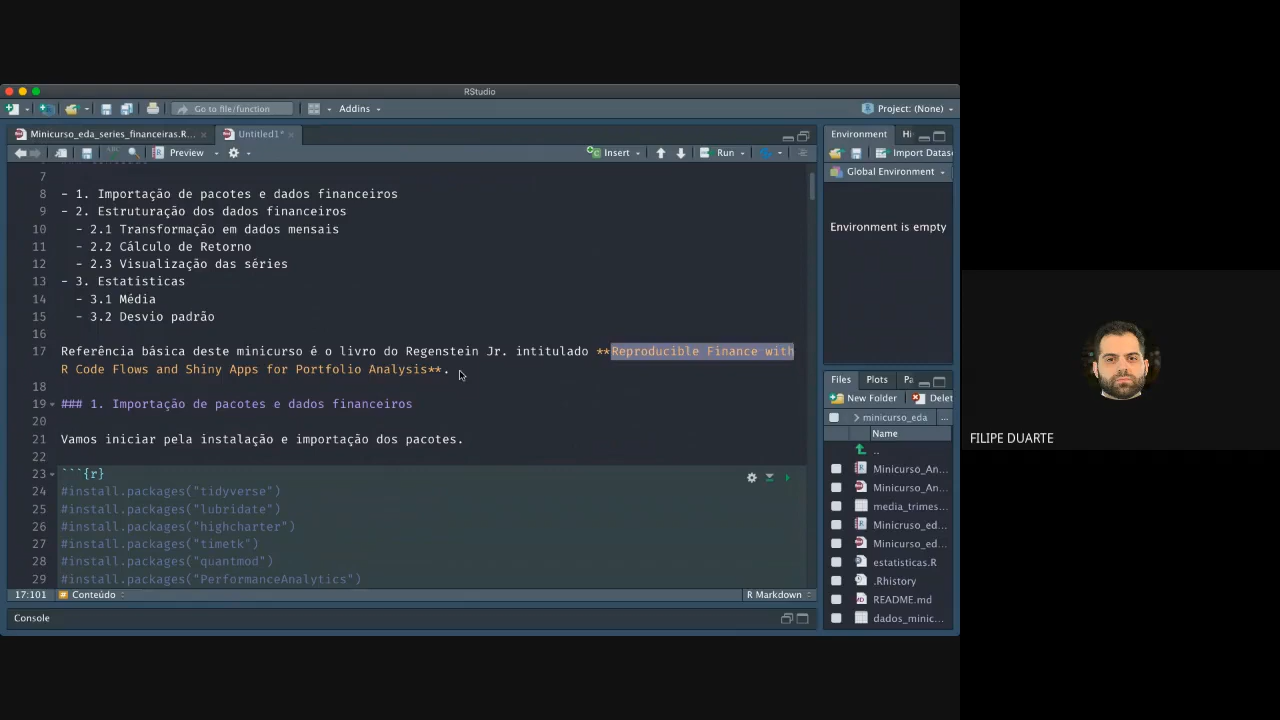 RStudio
Go to file/function
Addins
Project: (None)
Minicurso_eda_series_financeiras.R...
Untitled1*
Preview
Insert
Run
7
8 - 1. Importação de pacotes e dados financeiros
9 - 2. Estruturação dos dados financeiros
10 - 2.1 Transformação em dados mensais
11 - 2.2 Cálculo de Retorno
12 - 2.3 Visualização das séries
13 - 3. Estatísticas
14 - 3.1 Média
15 - 3.2 Desvio padrão
16
17 Referência básica deste minicurso é o livro do Regenstein Jr. intitulado **Reproducible Finance with
R Code Flows and Shiny Apps for Portfolio Analysis**.
18
19 ### 1. Importação de pacotes e dados financeiros
20
21 Vamos iniciar pela instalação e importação dos pacotes.
22
23 ```{r}
24 #install.packages("tidyverse")
25 #install.packages("lubridate")
26 #install.packages("highcharter")
27 #install.packages("timetk")
28 #install.packages("quantmod")
29 #install.packages("PerformanceAnalytics")
17:101
Conteúdo
R Markdown
Console
Environment
Hi
Import Datas
Global Environment
Environment is empty
Files
Plots
Pa
New Folder
Delet
minicurso_eda
...
Name
..
Minicurso_An...
Minicurso_An...
media_trimes...
Minicruso_ed...
Minicurso_ed...
estatisticas.R
.Rhistory
README.md
dados_minic...
FILIPE DUARTE